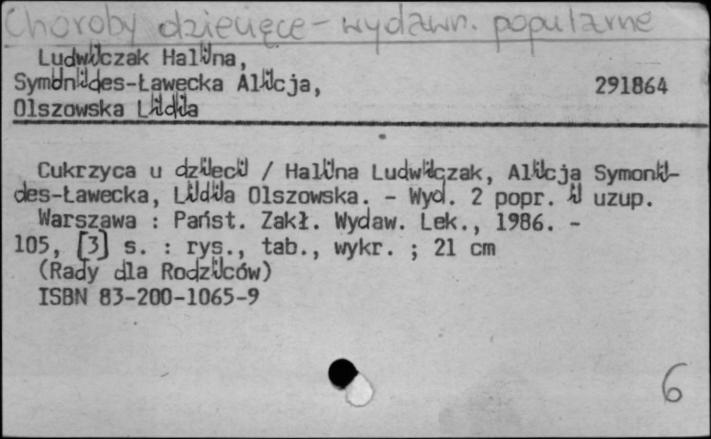 Choroby dziecięce - wydawn. popularne
Ludwiczak Halina,
Symonides-Ławecka Alicja, 291864
Olszowska Lidia
Cukrzyca u dzieci / Halina Ludwiczak, Alicja Symoni-
des-Ławecka, Lidia Olszowska. - Wyd. 2 popr. i uzup.
Warszawa : Państ. Zakł. Wydaw. Lek., 1986. -
105, [3] s. : rys., tab., wykr. ; 21 cm
(Rady dla Rodziców)
ISBN 83-200-1065-9
6